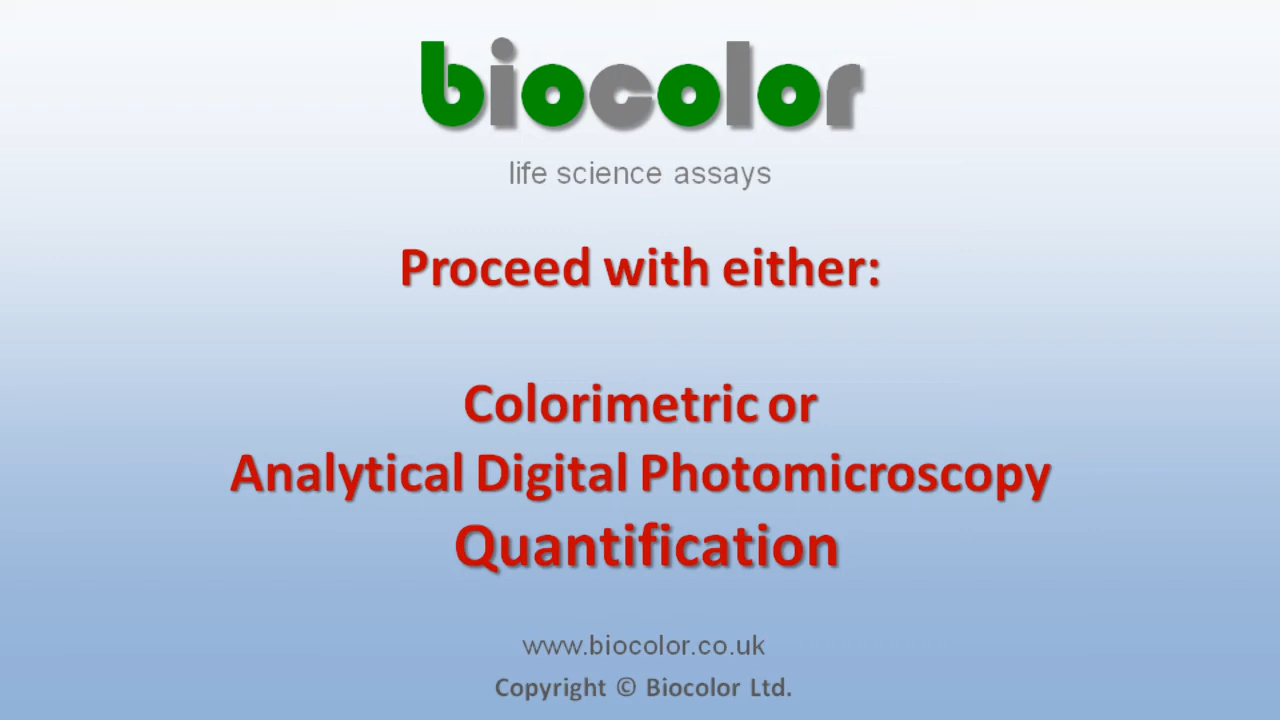 biocolor
life science assays
Proceed with either:
Colorimetric or
Analytical Digital Photomicroscopy
Quantification
www.biocolor.co.uk
Copyright © Biocolor Ltd.